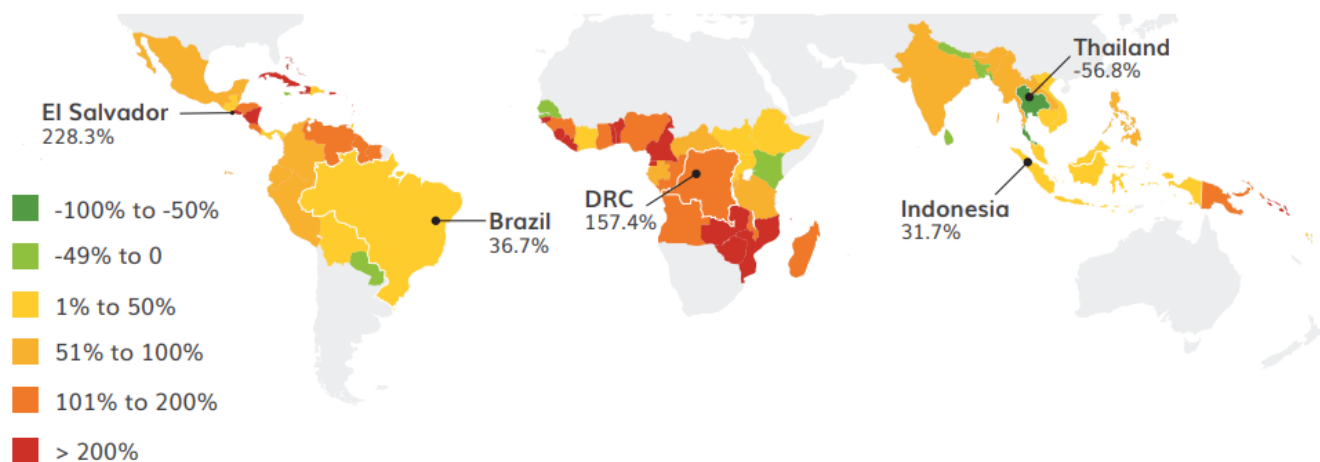 Thailand
-56.8%
El Salvador
228.3%
DRC
157.4%
Indonesia
31.7%
Brazil
36.7%
-100% to -50%
-49% to 0
1% to 50%
51% to 100%
101% to 200%
> 200%